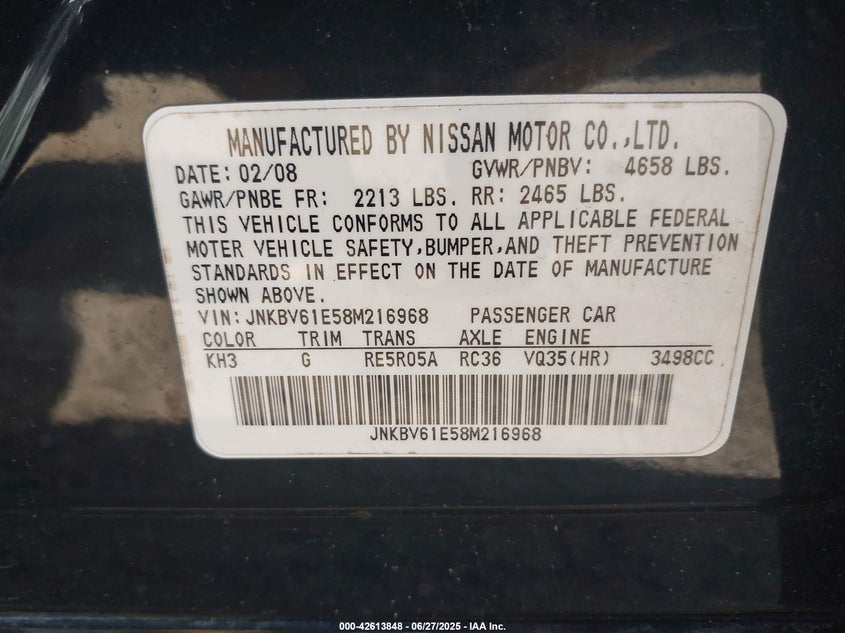 MANUFACTURED BY NISSAN MOTOR CO.,LTD.
DATE: 02/08 GVWR/PNBV: 4658 LBS.
GAWR/PNBE FR: 2213 LBS. RR: 2465 LBS.
THIS VEHICLE CONFORMS TO ALL APPLICABLE FEDERAL
MOTER VEHICLE SAFETY,BUMPER,AND THEFT PREVENTION
STANDARDS IN EFFECT ON THE DATE OF MANUFACTURE
SHOWN ABOVE.
VIN: JNKBV61E58M216968 PASSENGER CAR
COLOR TRIM TRANS AXLE ENGINE
KH3 G RE5R05A RC36 VQ35(HR) 3498CC
JNKBV61E58M216968
000-42613848 - 06/27/2025 - IAA Inc.